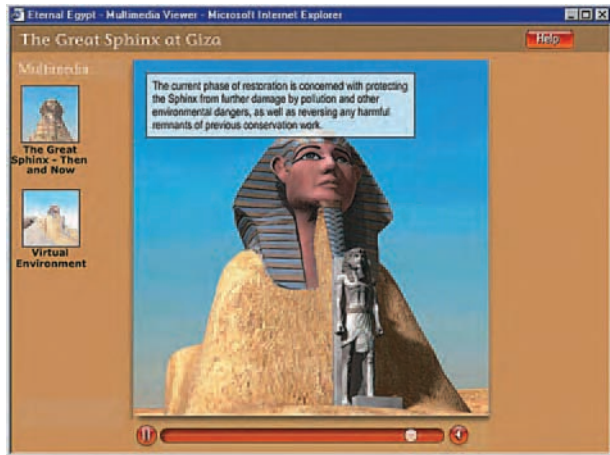 Eternal Egypt - Multimedia Viewer - Microsoft Internet Explorer
The Great Sphinx at Giza
Help
Multimedia
The Great
Sphinx - Then
and Now
Virtual
Environment
The current phase of restoration is concerned with protecting
the Sphinx from further damage by pollution and other
environmental dangers, as well as reversing any harmful
remnants of previous conservation work.